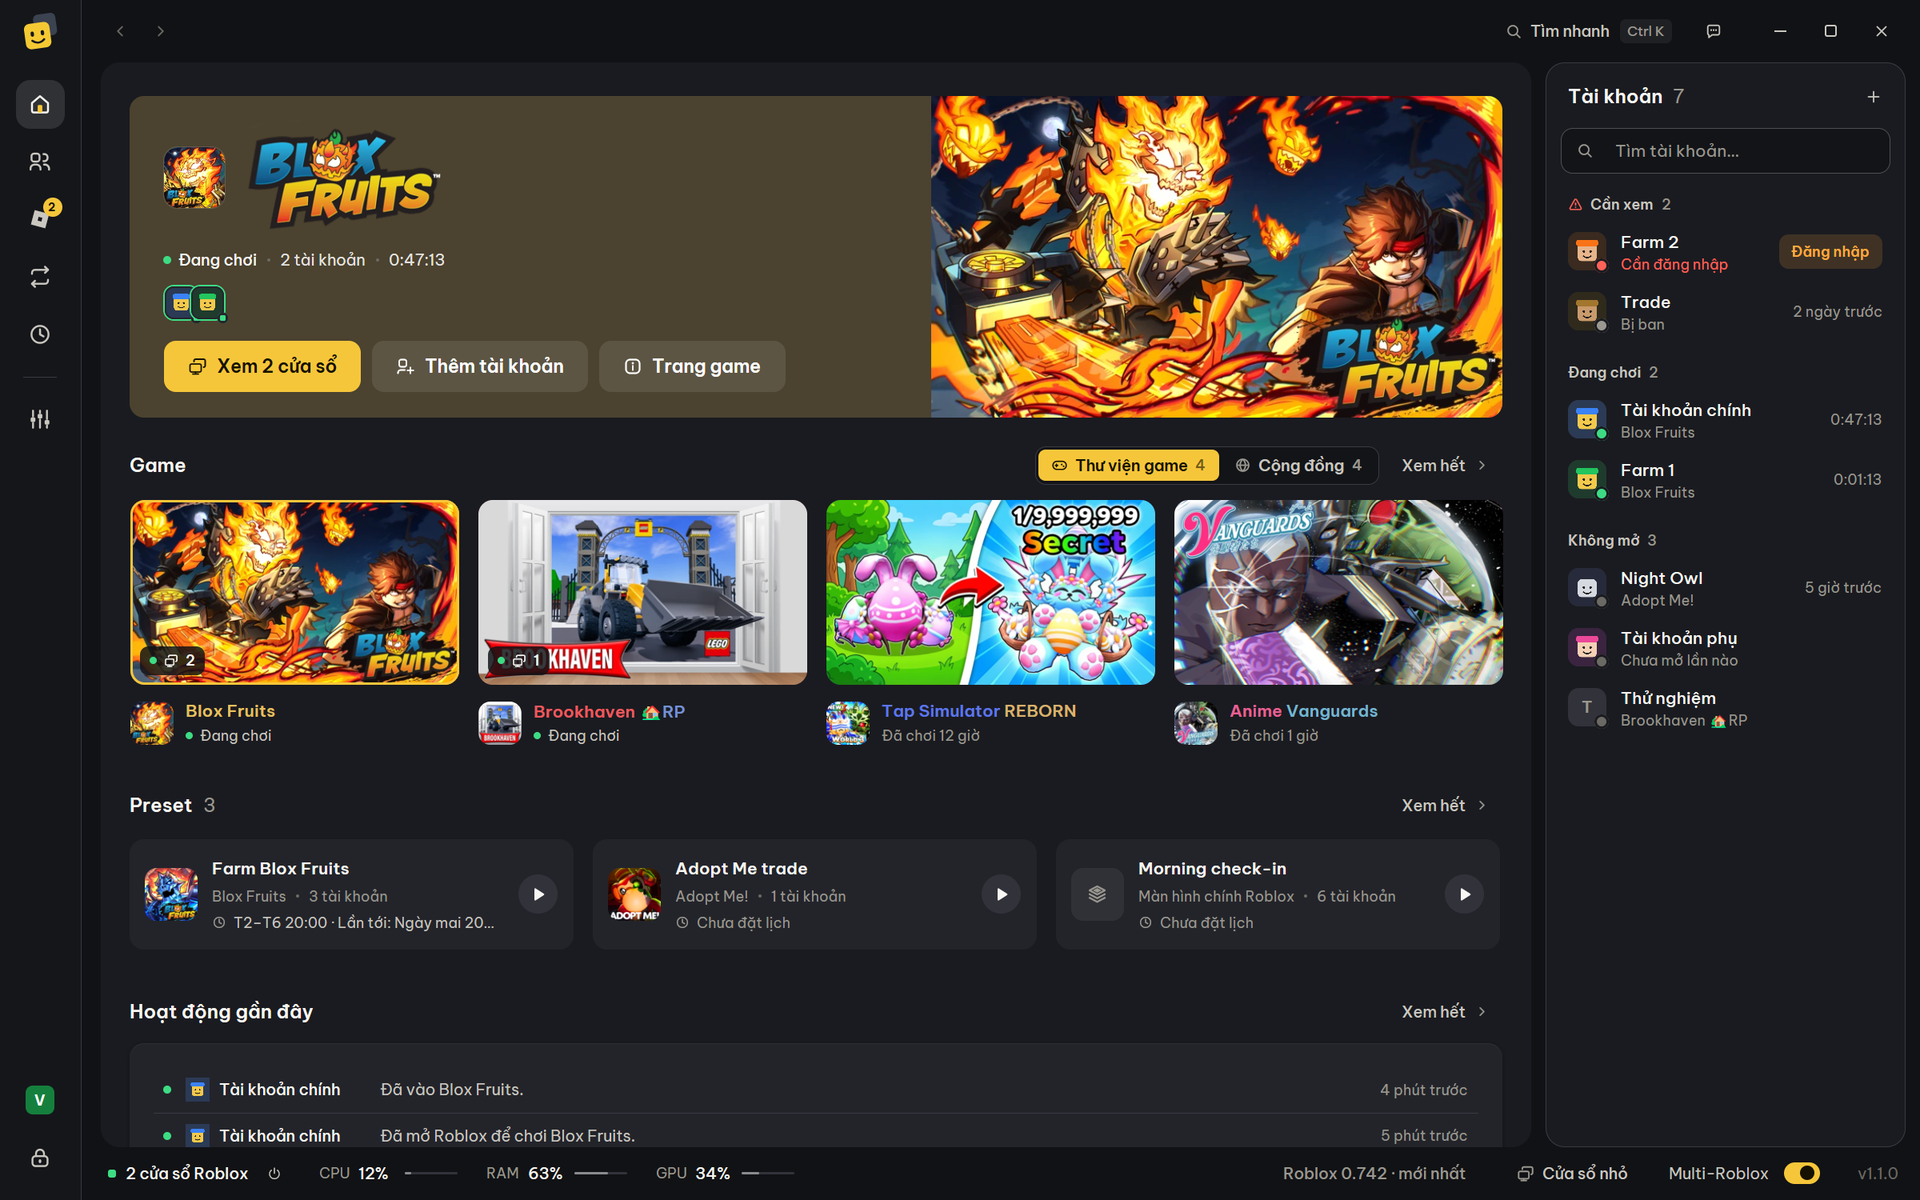 Tìm nhanh Ctrl K
BLOX
FRUITS™
Đang chơi • 2 tài khoản • 0:47:13
Xem 2 cửa sổ
Thêm tài khoản
Trang game
BLOX
FRUITS™
Game
Thư viện game 4
Cộng đồng 4
Xem hết
2
BLOX
FRUITS
1
KHAVEN
LEGO
1/9,999,999
Secret
VANGUARDS
Blox Fruits
Đang chơi
Brookhaven 🏠RP
Đang chơi
Tap Simulator REBORN
Đã chơi 12 giờ
Anime Vanguards
Đã chơi 1 giờ
Preset 3
Xem hết
Farm Blox Fruits
Blox Fruits • 3 tài khoản
T2–T6 20:00 · Lần tới: Ngày mai 20...
ADOPT ME!
Adopt Me trade
Adopt Me! • 1 tài khoản
Chưa đặt lịch
Morning check-in
Màn hình chính Roblox • 6 tài khoản
Chưa đặt lịch
Hoạt động gần đây
Xem hết
Tài khoản chính Đã vào Blox Fruits. 4 phút trước
Tài khoản chính Đã mở Roblox để chơi Blox Fruits. 5 phút trước
Tài khoản 7
Tìm tài khoản...
Cần xem 2
Farm 2
Cần đăng nhập
Đăng nhập
Trade
Bị ban
2 ngày trước
Đang chơi 2
Tài khoản chính
Blox Fruits
0:47:13
Farm 1
Blox Fruits
0:01:13
Không mở 3
Night Owl
Adopt Me!
5 giờ trước
Tài khoản phụ
Chưa mở lần nào
T
Thử nghiệm
Brookhaven 🏠RP
2
V
2 cửa sổ Roblox
CPU 12%
RAM 63%
GPU 34%
Roblox 0.742 · mới nhất
Cửa sổ nhỏ
Multi-Roblox
v1.1.0